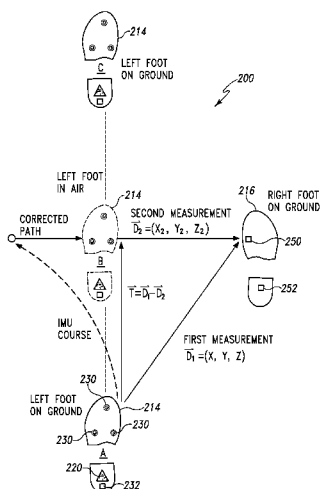 214
LEFT FOOT
ON GROUND
C
200
LEFT FOOT
IN AIR
214
216
RIGHT FOOT
ON GROUND
CORRECTED
PATH
SECOND MEASUREMENT
D₂ =(X₂, Y₂, Z₂)
250
B
252
T=D₁-D₂
IMU
COURSE
FIRST MEASUREMENT
D₁=(X, Y, Z)
LEFT FOOT
ON GROUND
230
214
230
230
A
220
232